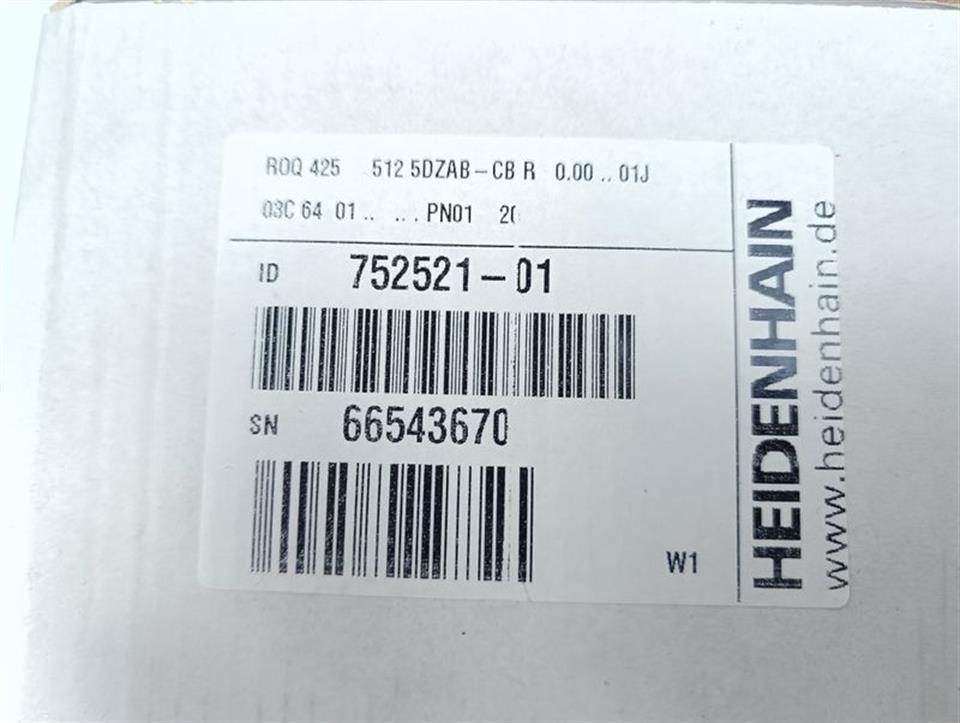 ROQ 425 512 5DZAB-CB R 0.00 .. 01J
03C 64 01 .. .. . PN01
ID 752521-01
SN 66543670
W1
HEIDENHAIN
www.heidenhain.de